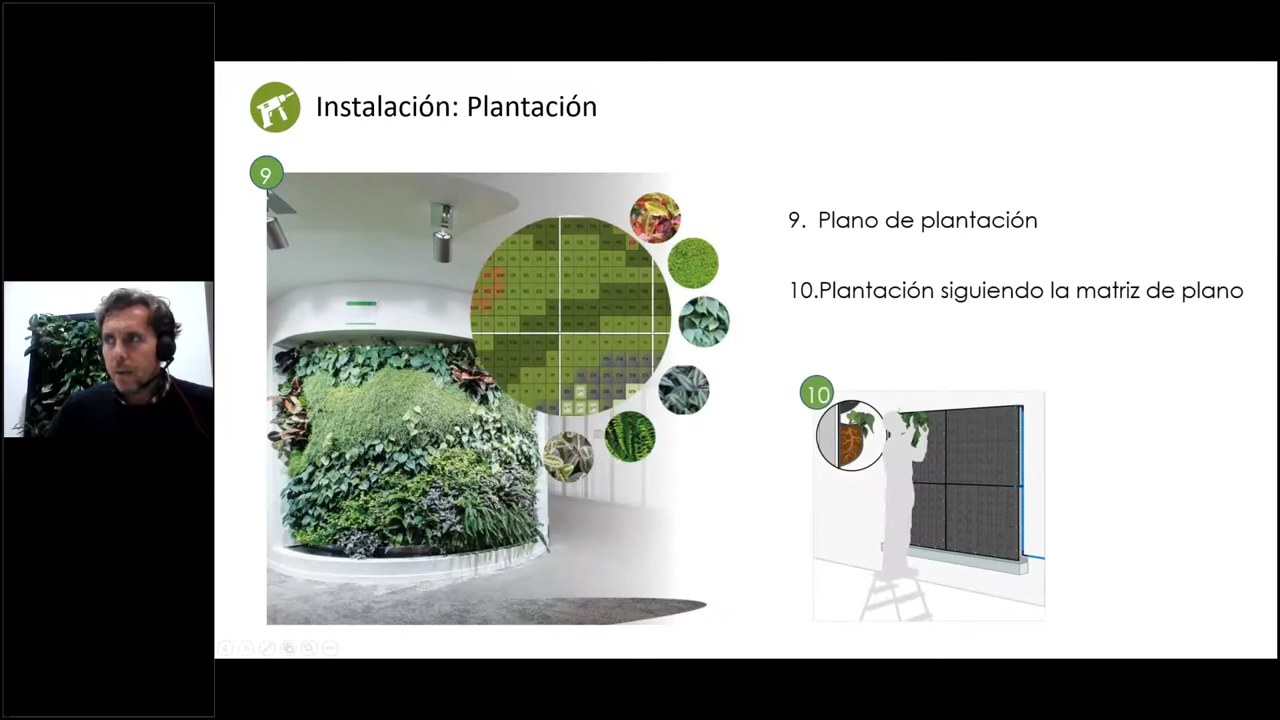 Instalación: Plantación
9
9. Plano de plantación
10.Plantación siguiendo la matriz de plano
10